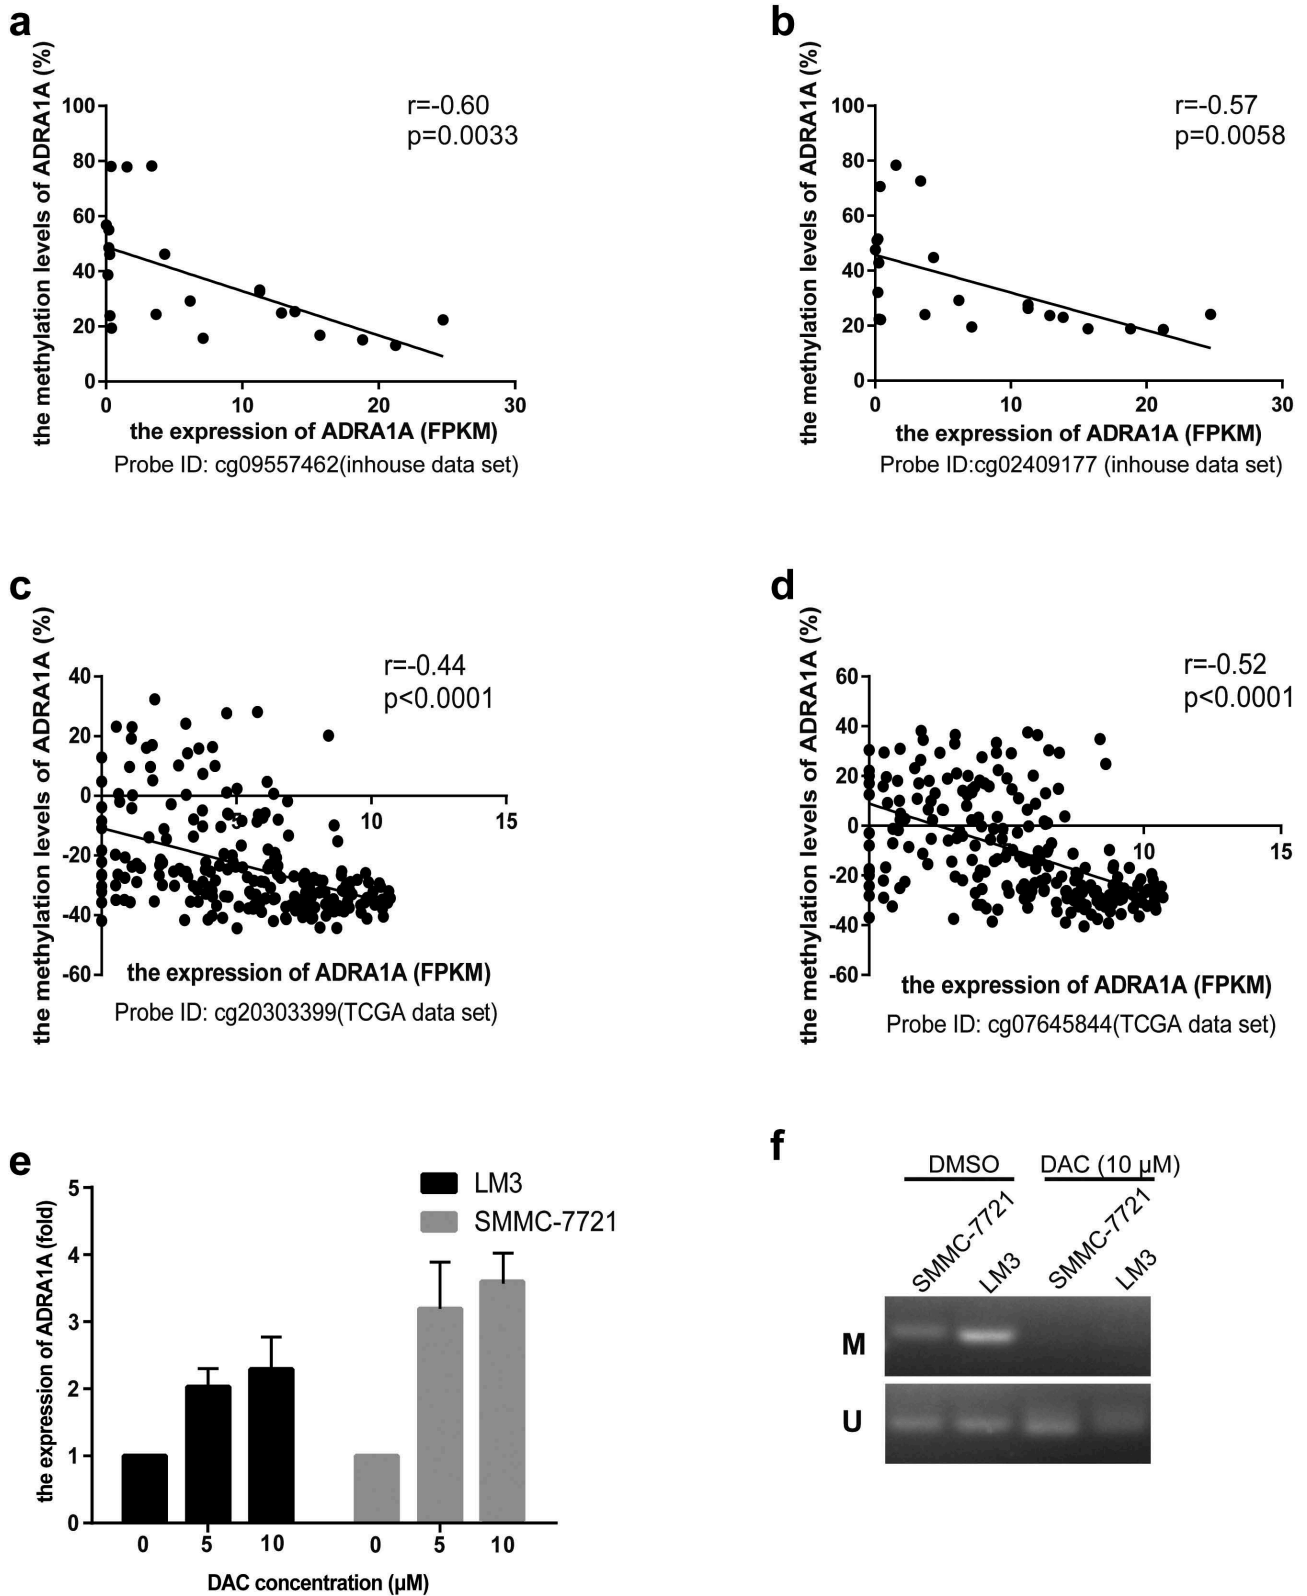 a
the methylation levels of ADRA1A (%)
r=-0.60
p=0.0033
100
80
60
40
20
0
0 10 20 30
the expression of ADRA1A (FPKM)
Probe ID: cg09557462(inhouse data set)
b
the methylation levels of ADRA1A (%)
r=-0.57
p=0.0058
100
80
60
40
20
0
0 10 20 30
the expression of ADRA1A (FPKM)
Probe ID:cg02409177 (inhouse data set)
c
the methylation levels of ADRA1A (%)
r=-0.44
p<0.0001
40
20
0
-20
-40
-60
5 10 15
the expression of ADRA1A (FPKM)
Probe ID: cg20303399(TCGA data set)
d
the methylation levels of ADRA1A (%)
r=-0.52
p<0.0001
60
40
20
0
-20
-40
-60
10 15
the expression of ADRA1A (FPKM)
Probe ID: cg07645844(TCGA data set)
e
the expression of ADRA1A (fold)
LM3
SMMC-7721
5
4
3
2
1
0
0 5 10 0 5 10
DAC concentration (µM)
f
DMSO DAC (10 µM)
SMMC-7721 LM3 SMMC-7721 LM3
M
U